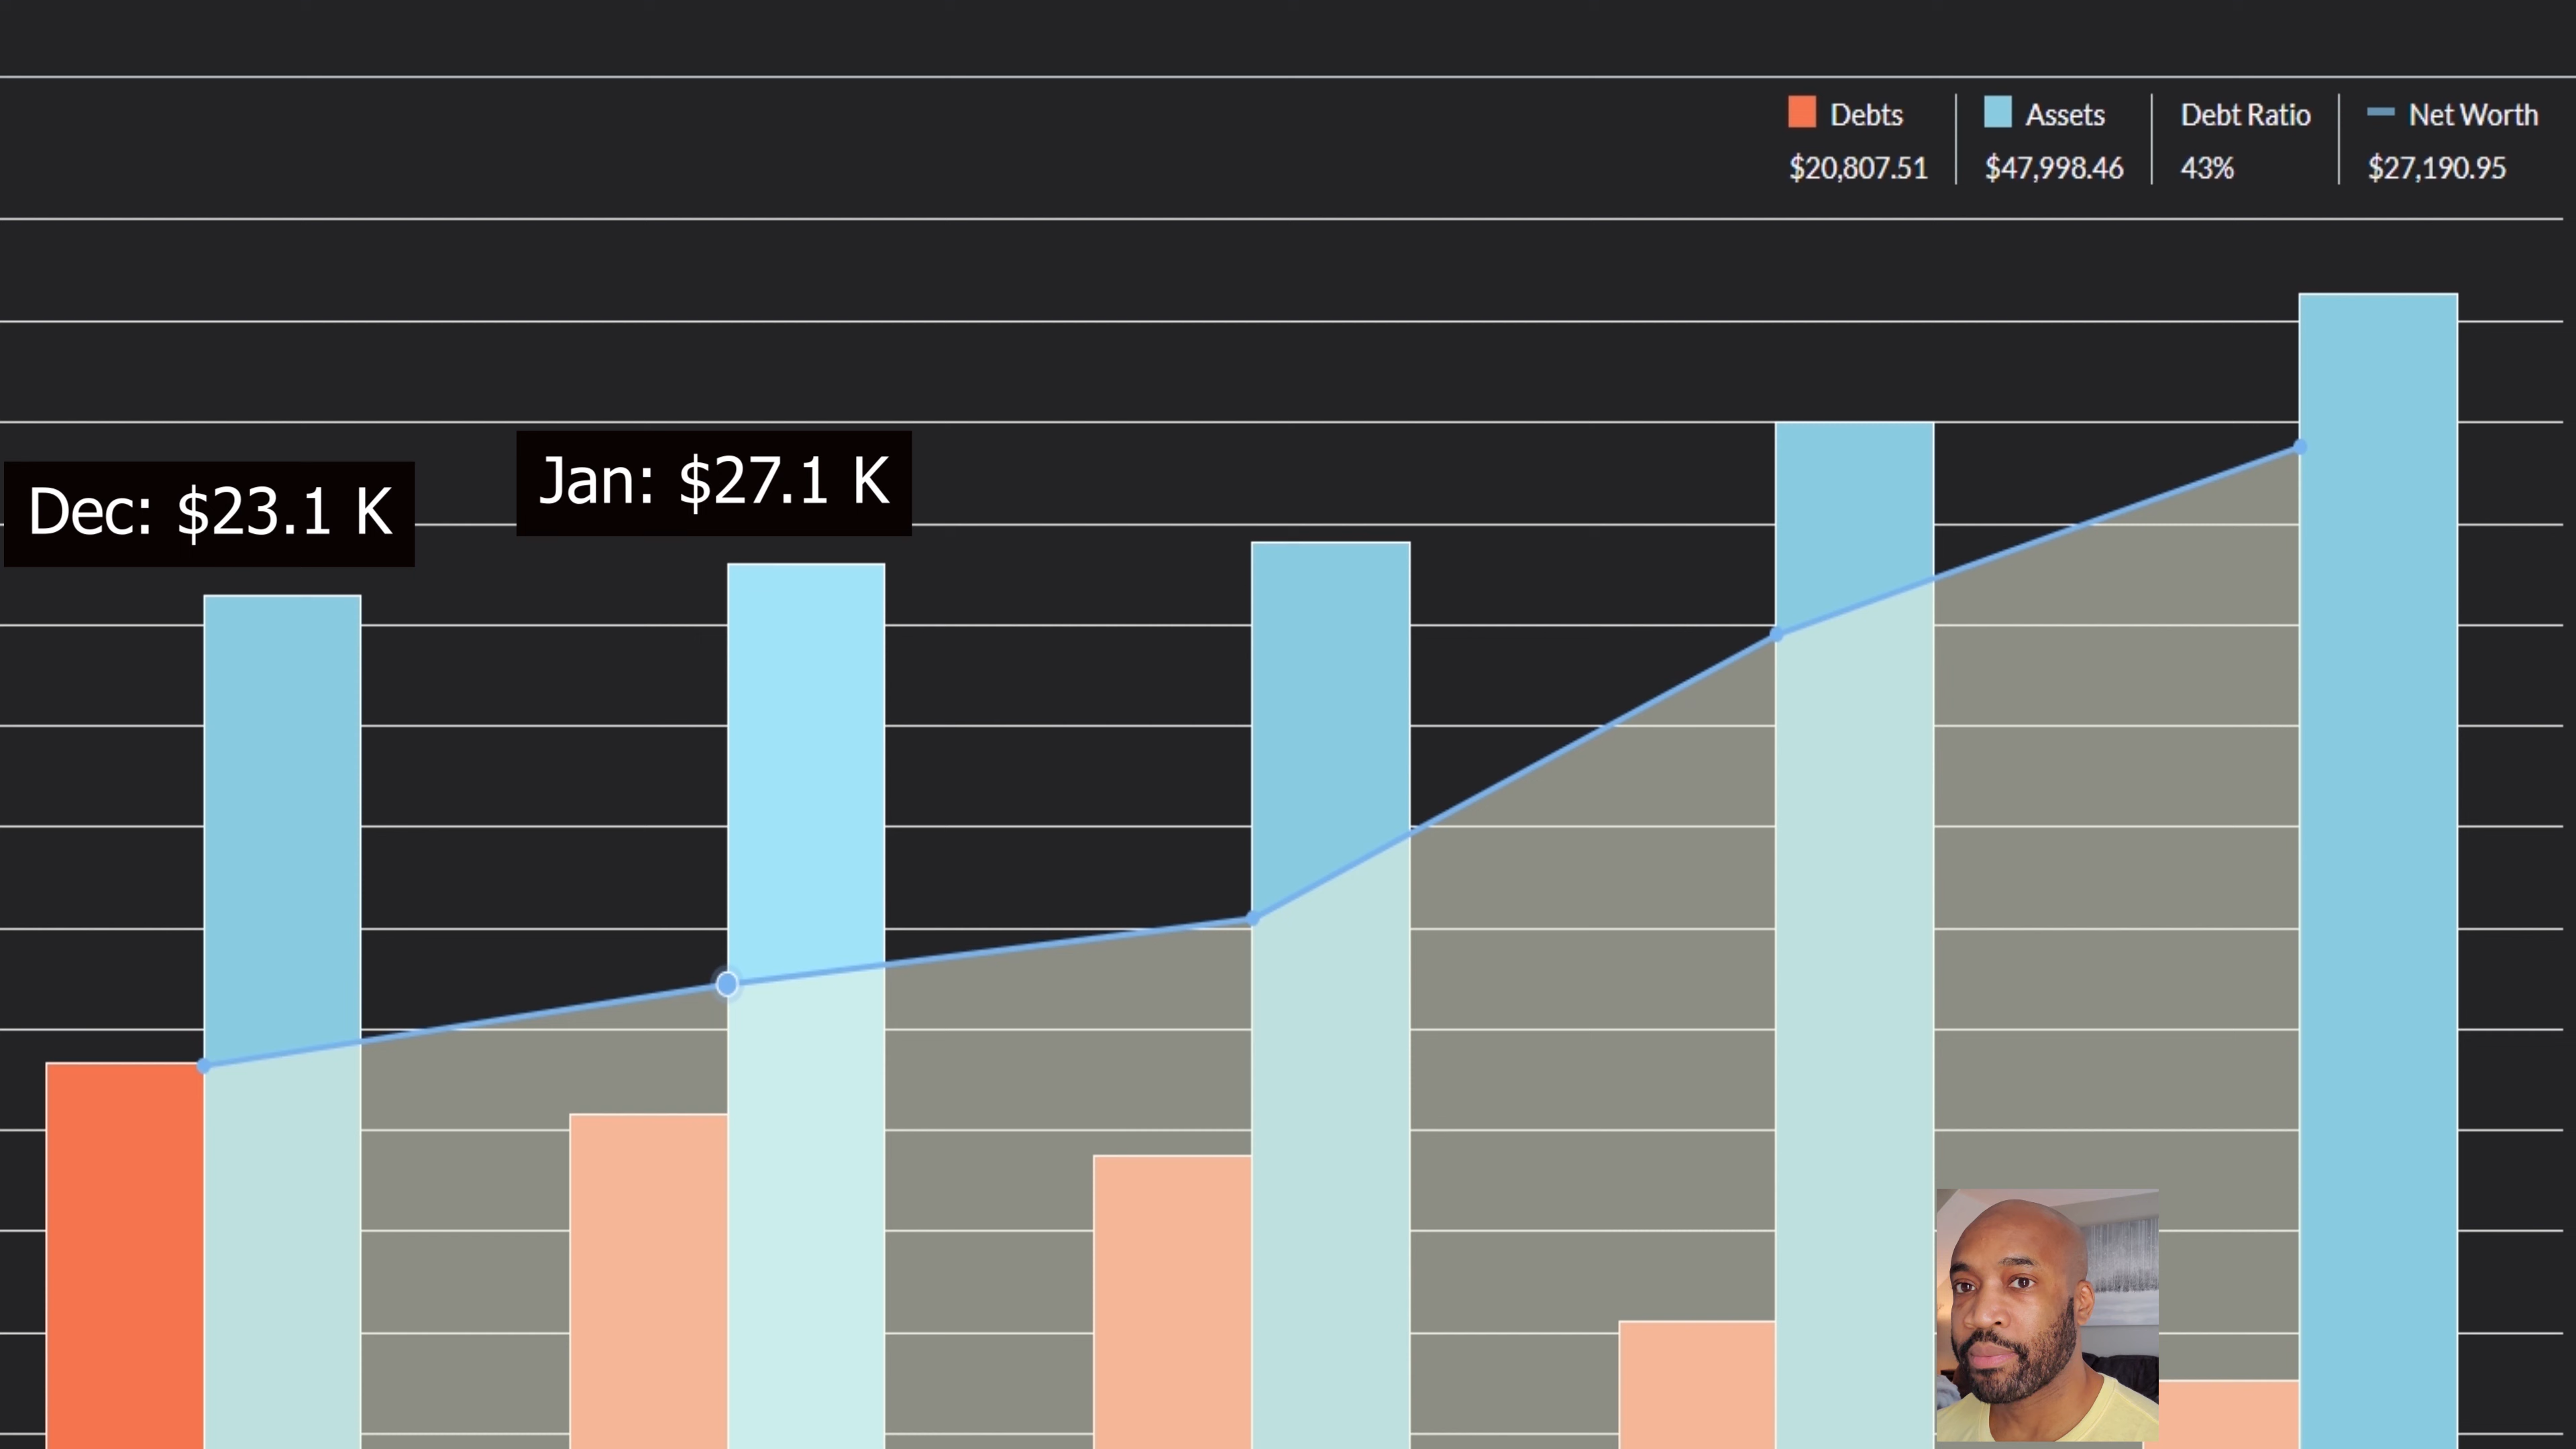 Debts
Assets
Debt Ratio
Net Worth
$20,807.51
$47,998.46
43%
$27,190.95
Jan: $27.1 K
Dec: $23.1 K